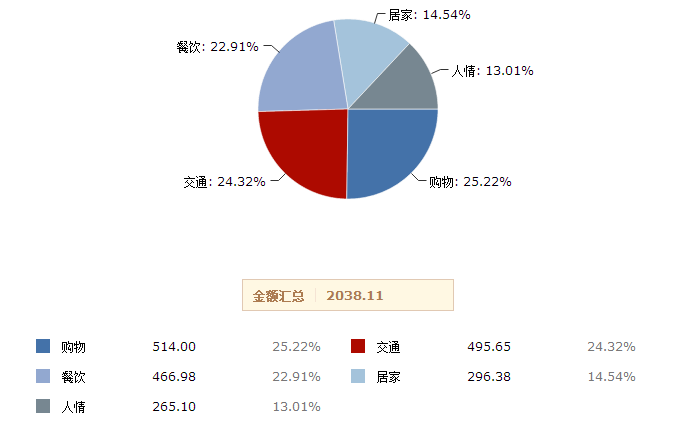 居家: 14.54%
餐饮: 22.91%
人情: 13.01%
交通: 24.32%
购物: 25.22%
金额汇总 2038.11
购物 514.00 25.22% 交通 495.65 24.32%
餐饮 466.98 22.91% 居家 296.38 14.54%
人情 265.10 13.01%